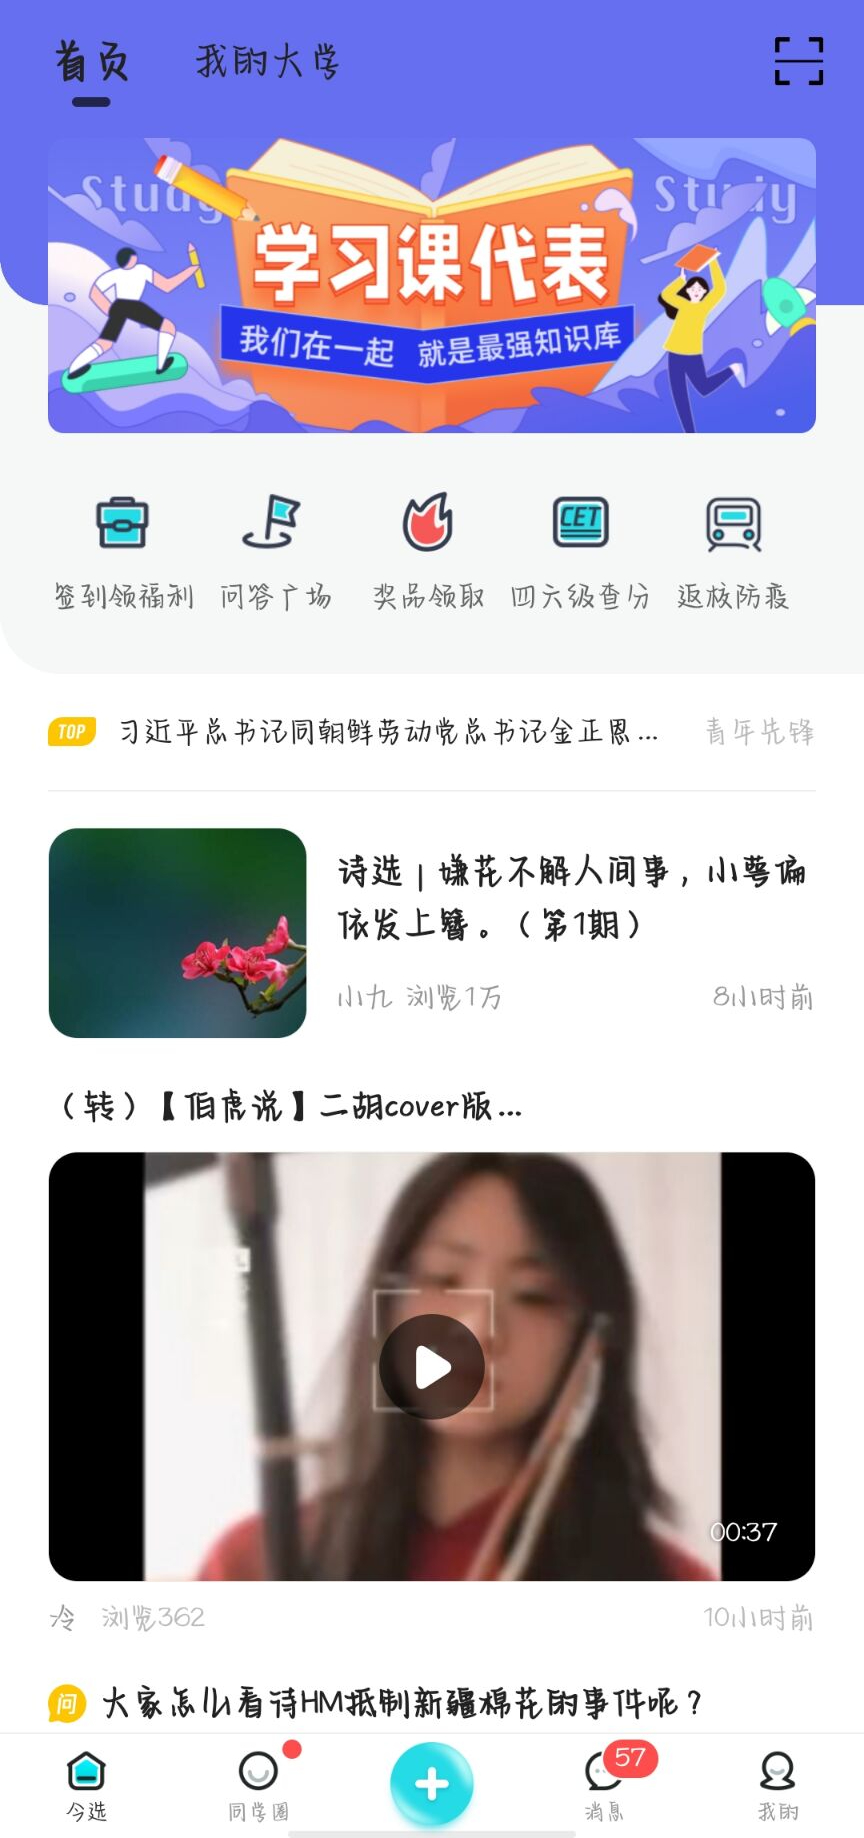 首页 我的大学
Study Study
学习课代表
我们在一起 就是最强知识库
CET
签到领福利 问答广场 奖品领取 四六级查分 返校防疫
TOP 习近平总书记同朝鲜劳动党总书记金正恩... 青年先锋
诗选 | 嫌花不解人间事，小萼偏
依发上簪。（第1期）
小九 浏览1万 8小时前
（转）【伯虎说】二胡cover版...
00:37
冷 浏览362 10小时前
问 大家怎么看待HM抵制新疆棉花的事件呢？
57
今选 同学圈 消息 我的